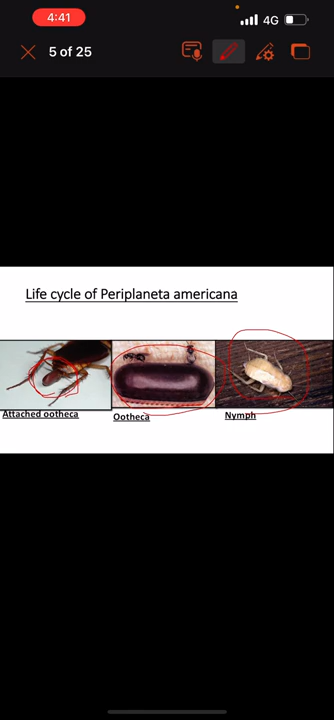 4:41
4G
5 of 25
Life cycle of Periplaneta americana
Attached ootheca
Ootheca
Nymph